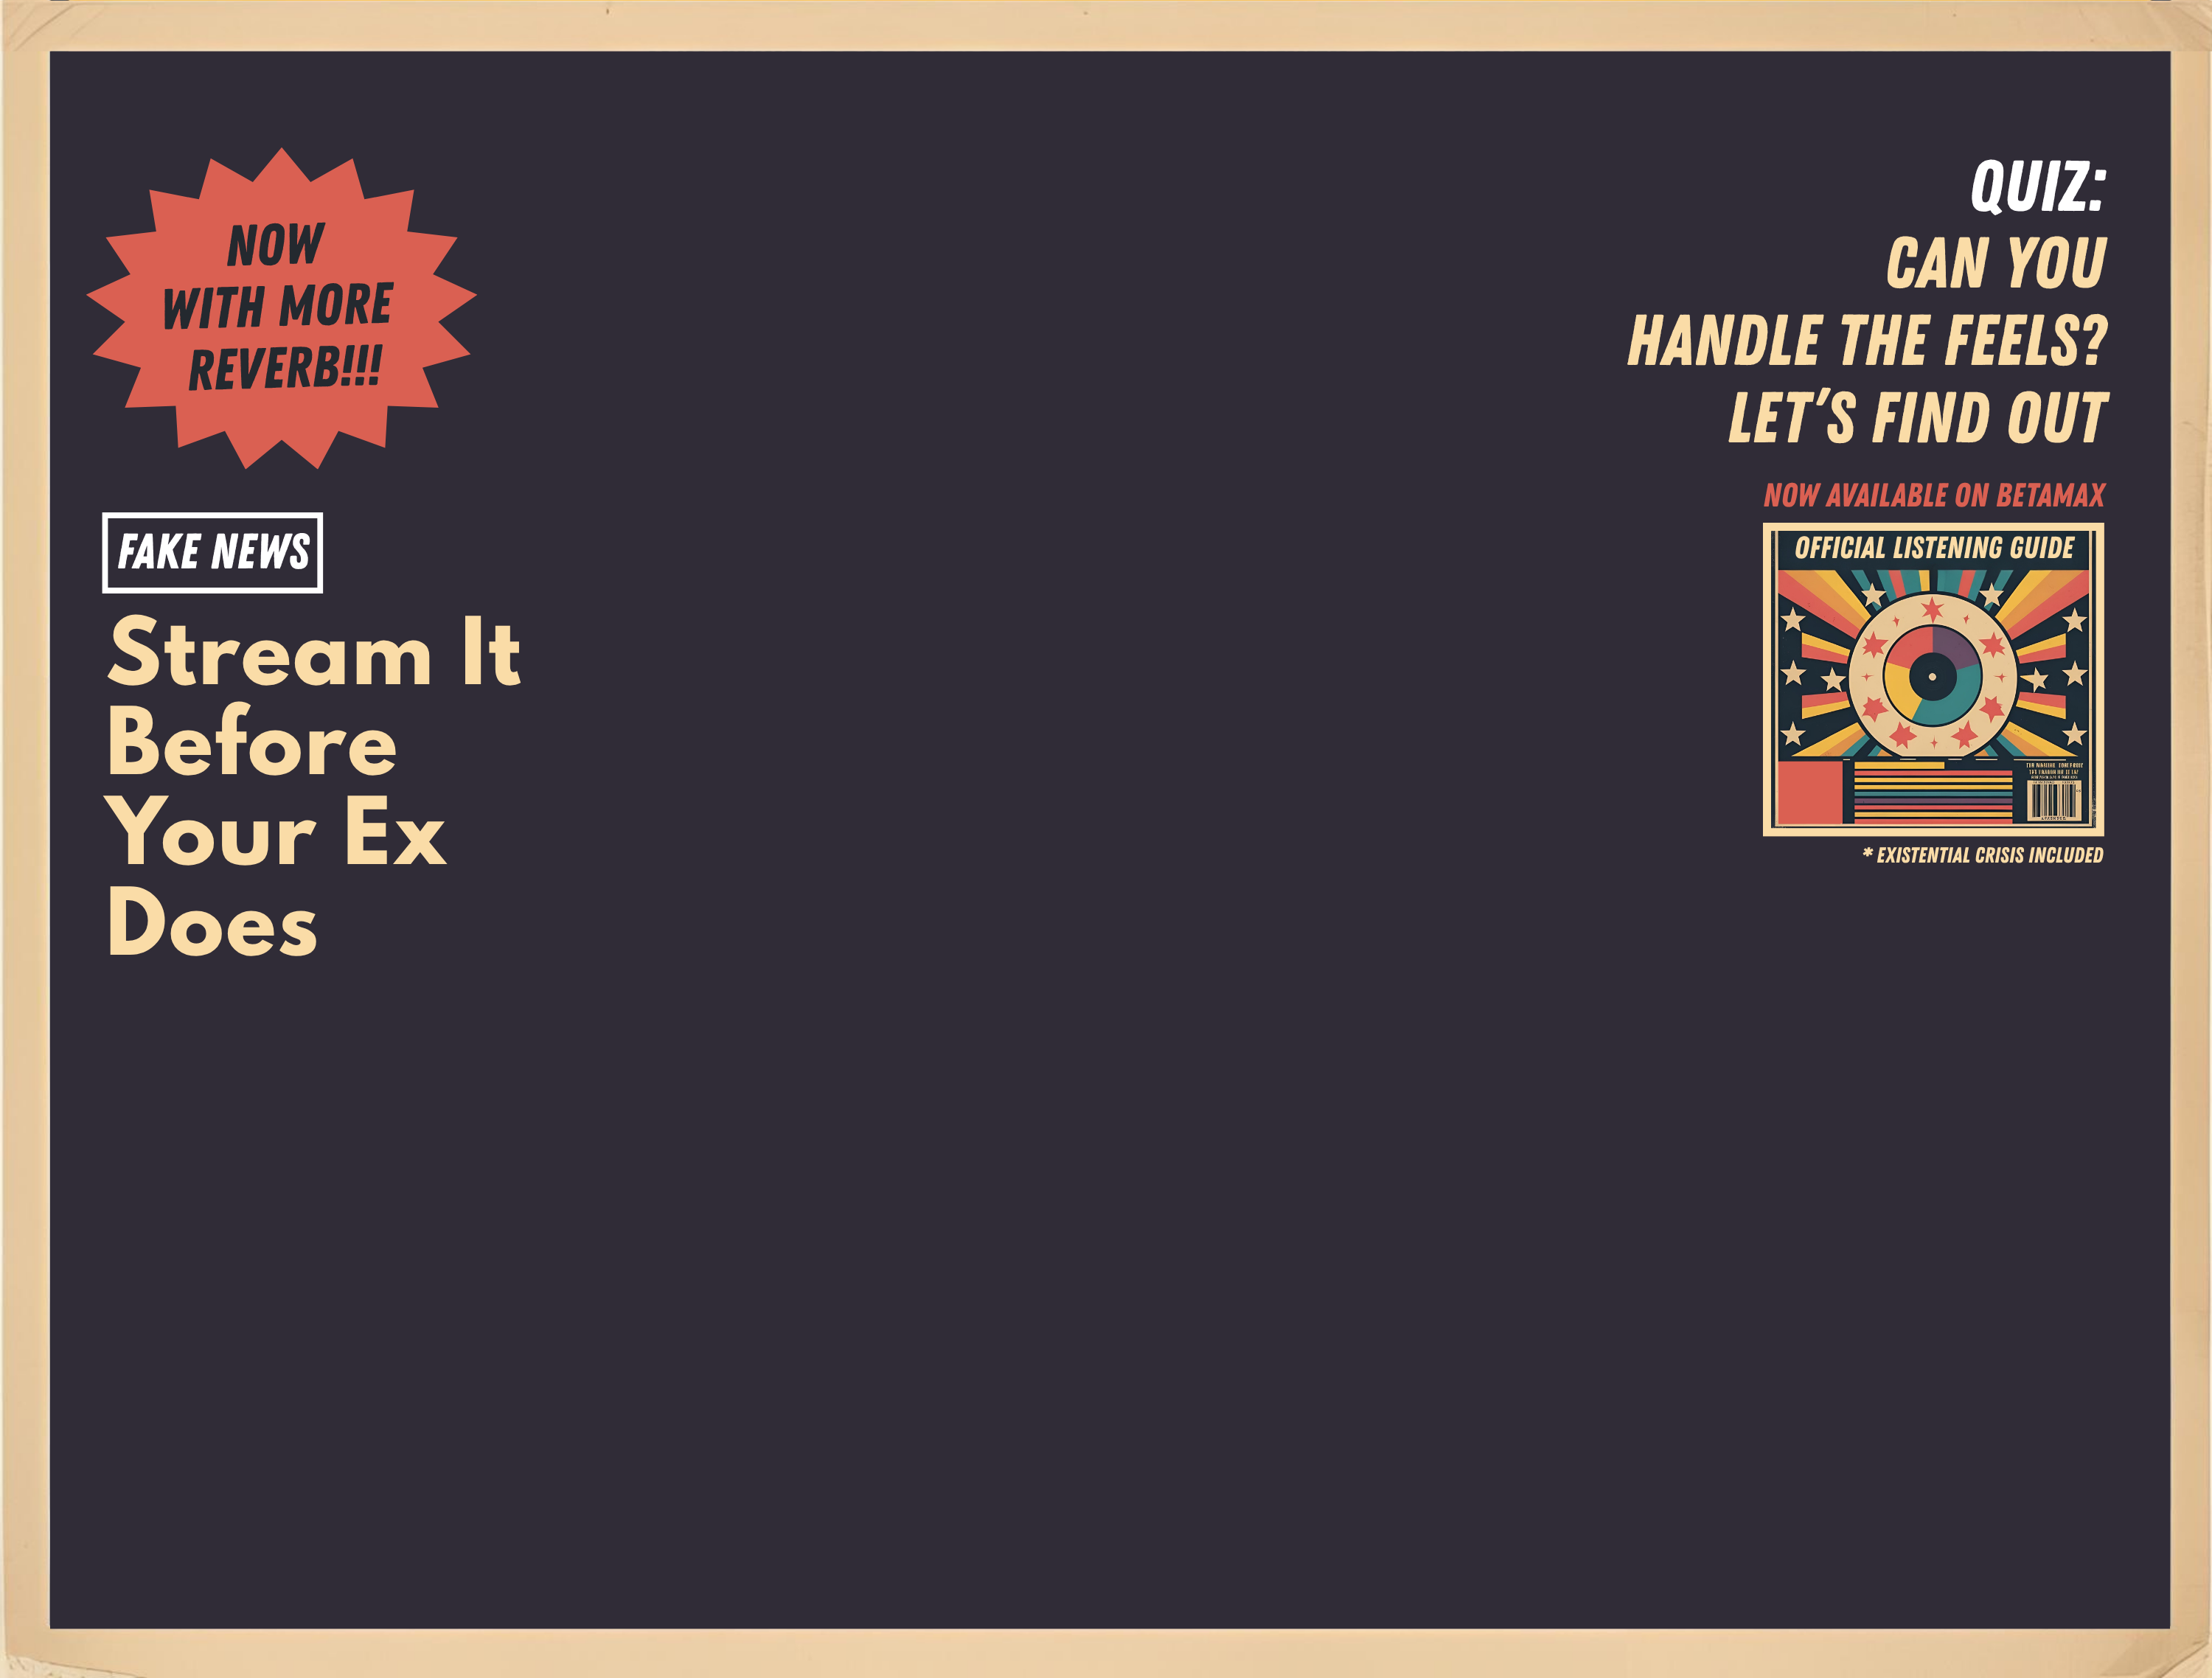 NOW
WITH MORE
REVERB!!!
FAKE NEWS
Stream It
Before
Your Ex
Does
QUIZ:
CAN YOU
HANDLE THE FEELS?
LET'S FIND OUT
NOW AVAILABLE ON BETAMAX
OFFICIAL LISTENING GUIDE
* EXISTENTIAL CRISIS INCLUDED